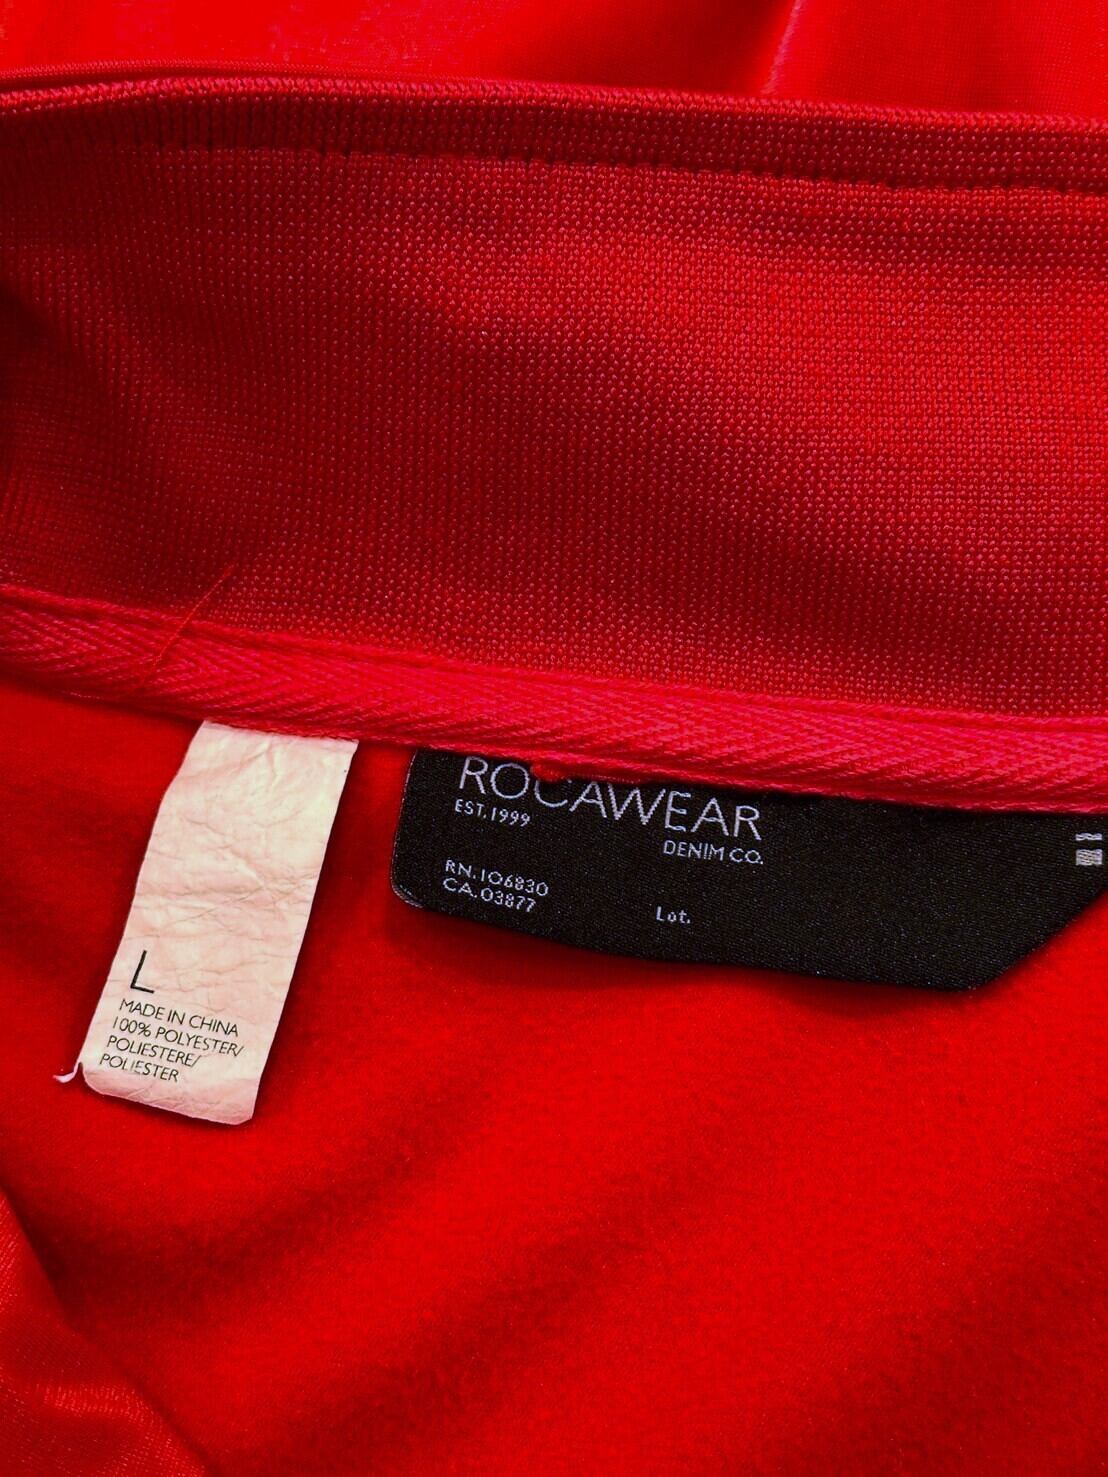 ROCAWEAR
EST. 1999
DENIM CO.
RN. 106830
CA. 03877
Lot.
L
MADE IN CHINA
100% POLYESTER/
POLIESTERE/
POLIESTER